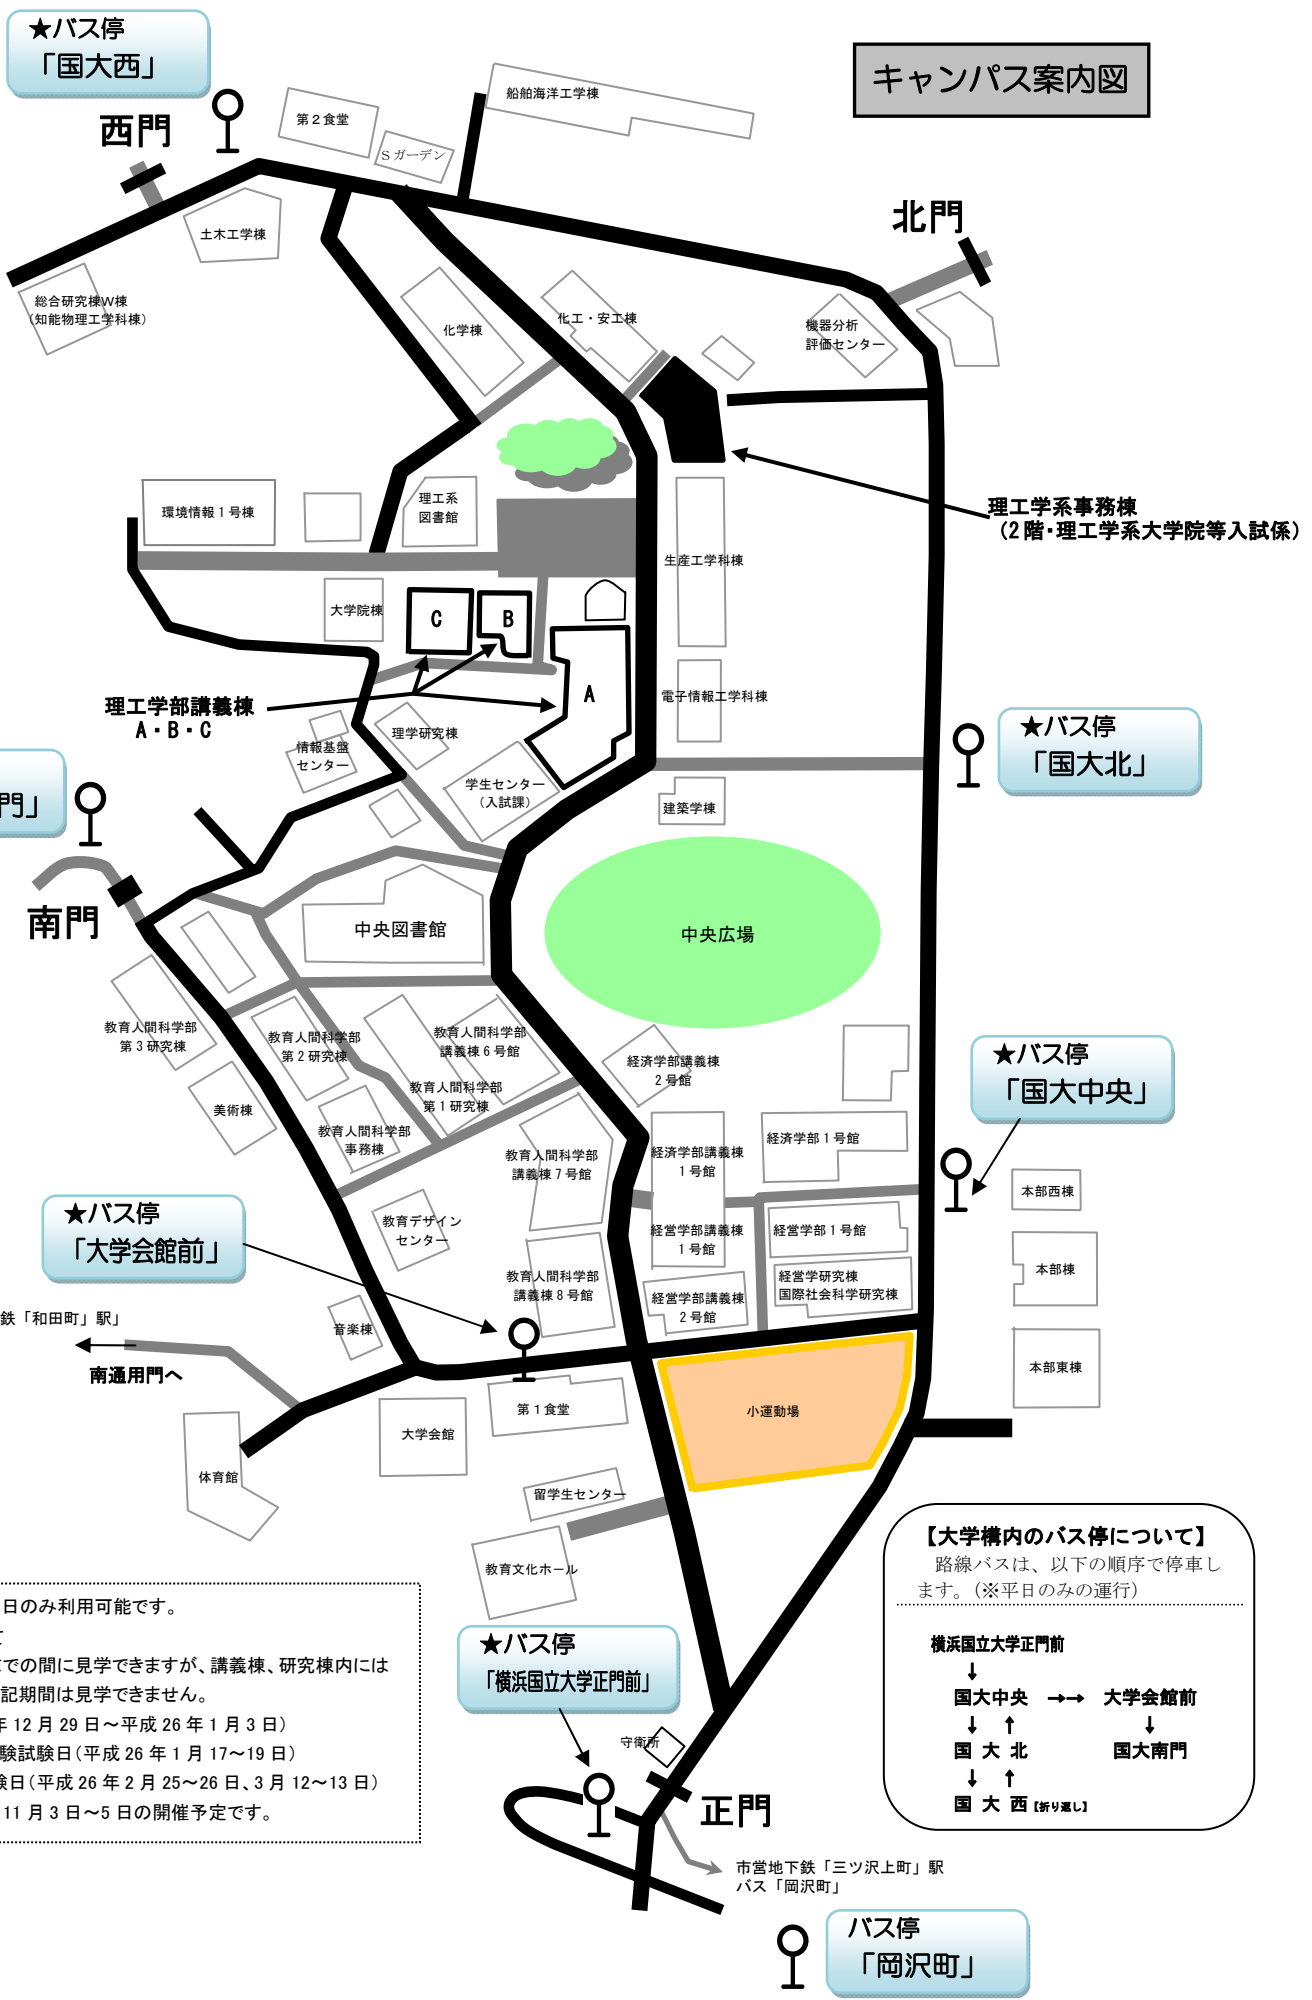 ★バス停
「国大西」
キャンパス案内図
西門
第２食堂
船舶海洋工学棟
Ｓガーデン
土木工学棟
北門
総合研究棟W棟
（知能物理工学科棟）
化学棟
化工・安工棟
機器分析
評価センター
環境情報１号棟
理工系
図書館
理工学系事務棟
（2階・理工学系大学院等入試係）
生産工学科棟
大学院棟
C
B
A
電子情報工学科棟
理工学部講義棟
A・B・C
情報基盤
センター
理学研究棟
学生センター
（入試課）
★バス停
「国大北」
建築学棟
門」
南門
中央図書館
中央広場
教育人間科学部
第３研究棟
教育人間科学部
第２研究棟
教育人間科学部
講義棟６号館
教育人間科学部
第１研究棟
経済学部講義棟
２号館
★バス停
「国大中央」
美術棟
教育人間科学部
事務棟
教育人間科学部
講義棟７号館
経済学部講義棟
１号館
経済学部１号館
本部西棟
★バス停
「大学会館前」
教育デザイン
センター
経営学部講義棟
１号館
経営学部１号館
本部棟
教育人間科学部
講義棟８号館
経営学部講義棟
２号館
経営学研究棟
国際社会科学研究棟
鉄「和田町」駅」
音楽棟
南通用門へ
本部東棟
第１食堂
小運動場
大学会館
体育館
留学生センター
教育文化ホール
【大学構内のバス停について】
路線バスは、以下の順序で停車し
ます。（※平日のみの運行）
横浜国立大学正門前
↓
国大中央 →→ 大学会館前
↓ ↑ ↓
国 大 北 国大南門
↓ ↑
国 大 西【折り返し】
日のみ利用可能です。
での間に見学できますが、講義棟、研究棟内には
記期間は見学できません。
年12月29日～平成26年1月3日）
験試験日（平成26年1月17～19日）
験日（平成26年2月25～26日、3月12～13日）
11月3日～5日の開催予定です。
★バス停
「横浜国立大学正門前」
守衛所
正門
市営地下鉄「三ツ沢上町」駅
バス「岡沢町」
バス停
「岡沢町」